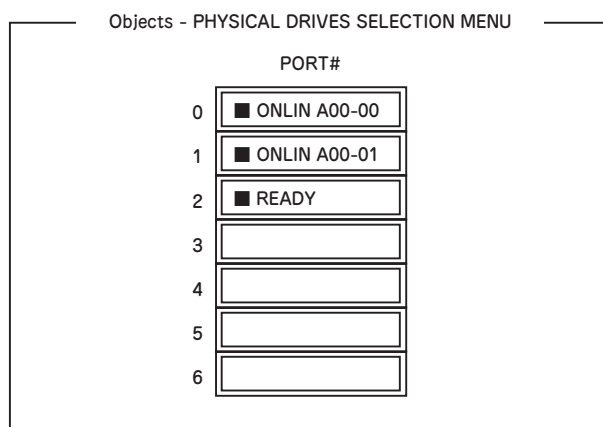 Objects - PHYSICAL DRIVES SELECTION MENU
PORT#
0 ■ ONLIN A00-00
1 ■ ONLIN A00-01
2 ■ READY
3
4
5
6